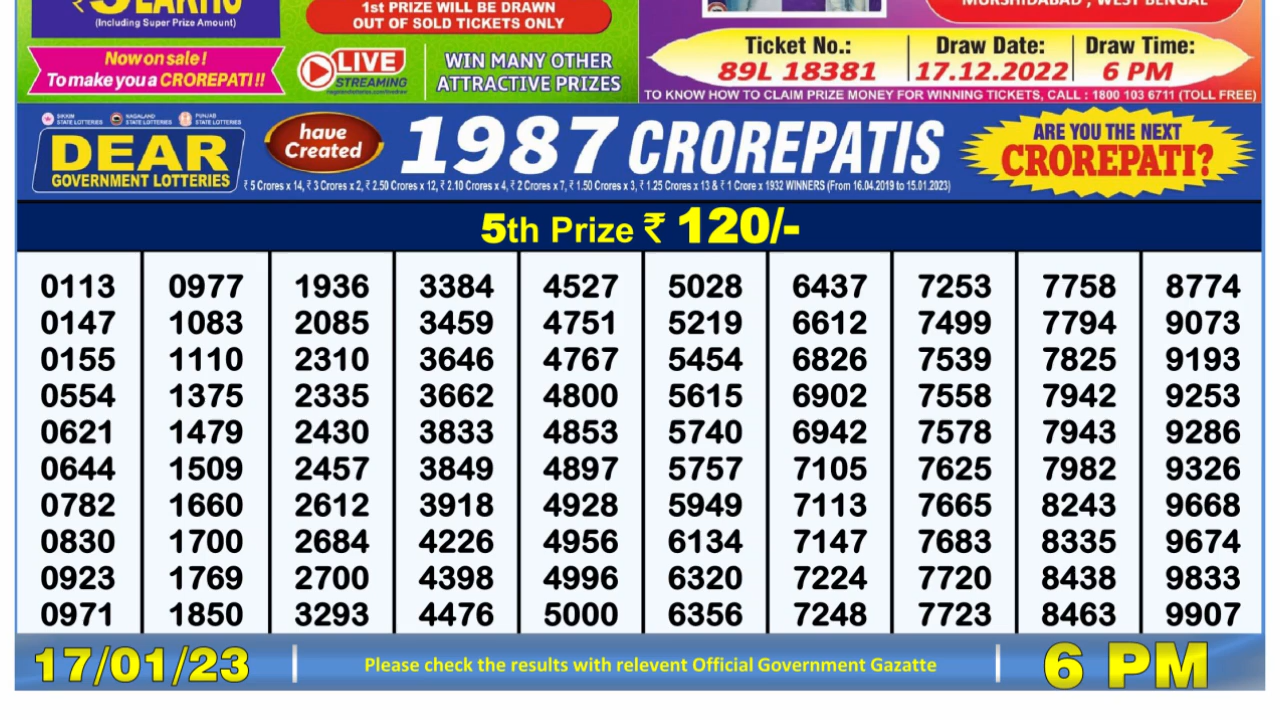 ₹ 5 LAKHS
(Including Super Prize Amount)
1st PRIZE WILL BE DRAWN
OUT OF SOLD TICKETS ONLY
MURSHIDABAD , WEST BENGAL
Now on sale !
To make you a CROREPATI !!
LIVE
STREAMING
WIN MANY OTHER
ATTRACTIVE PRIZES
Ticket No.: Draw Date: Draw Time:
89L 18381 17.12.2022 6 PM
TO KNOW HOW TO CLAIM PRIZE MONEY FOR WINNING TICKETS, CALL : 1800 103 6711 (TOLL FREE)
SIKKIM STATE LOTTERIES NAGALAND STATE LOTTERIES PUNJAB STATE LOTTERIES
DEAR
GOVERNMENT LOTTERIES
have
Created
1987 CROREPATIS
₹ 5 Crores x 14, ₹ 3 Crores x 2, ₹ 2.50 Crores x 12, ₹ 2.10 Crores x 4, ₹ 2 Crores x 7, ₹ 1.50 Crores x 3, ₹ 1.25 Crores x 13 & ₹ 1 Crore x 1932 WINNERS (From 16.04.2019 to 15.01.2023)
ARE YOU THE NEXT
CROREPATI?
5th Prize ₹ 120/-
0113 0977 1936 3384 4527 5028 6437 7253 7758 8774
0147 1083 2085 3459 4751 5219 6612 7499 7794 9073
0155 1110 2310 3646 4767 5454 6826 7539 7825 9193
0554 1375 2335 3662 4800 5615 6902 7558 7942 9253
0621 1479 2430 3833 4853 5740 6942 7578 7943 9286
0644 1509 2457 3849 4897 5757 7105 7625 7982 9326
0782 1660 2612 3918 4928 5949 7113 7665 8243 9668
0830 1700 2684 4226 4956 6134 7147 7683 8335 9674
0923 1769 2700 4398 4996 6320 7224 7720 8438 9833
0971 1850 3293 4476 5000 6356 7248 7723 8463 9907
17/01/23 Please check the results with relevent Official Government Gazatte 6 PM